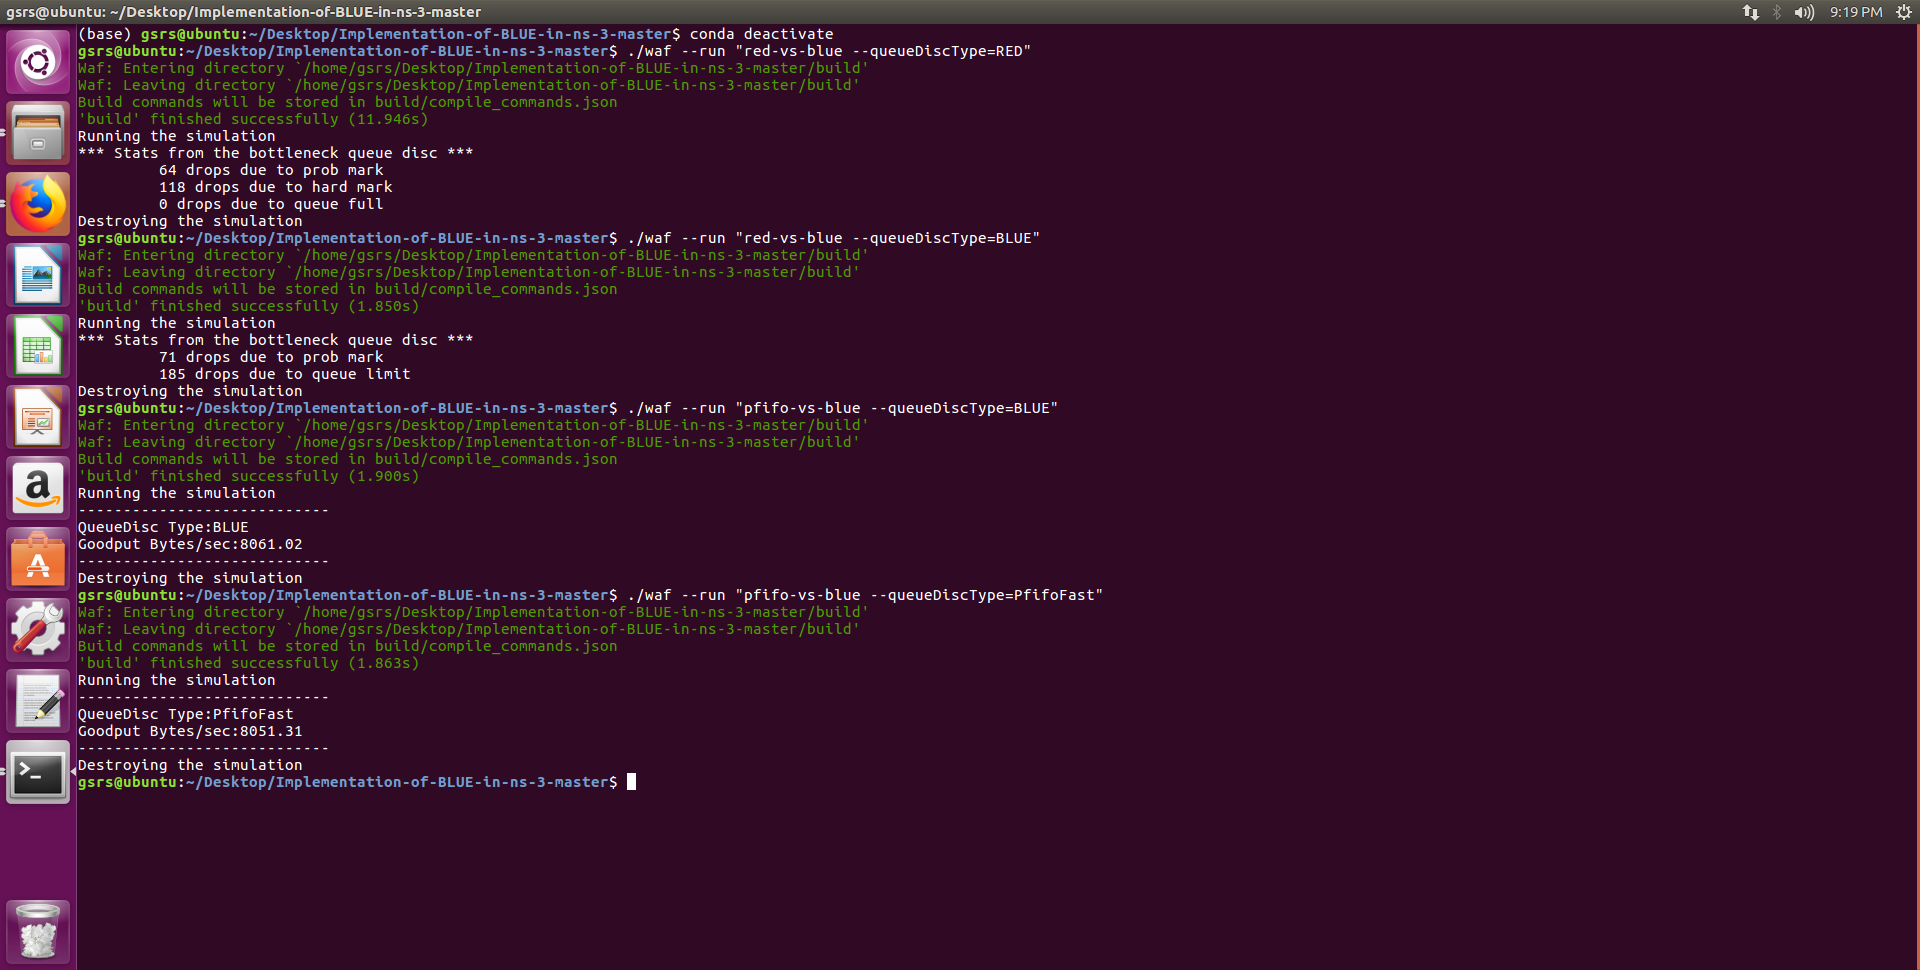 gsrs@ubuntu: ~/Desktop/Implementation-of-BLUE-in-ns-3-master
9:19 PM
(base) gsrs@ubuntu:~/Desktop/Implementation-of-BLUE-in-ns-3-master$ conda deactivate
gsrs@ubuntu:~/Desktop/Implementation-of-BLUE-in-ns-3-master$ ./waf --run "red-vs-blue --queueDiscType=RED"
Waf: Entering directory `/home/gsrs/Desktop/Implementation-of-BLUE-in-ns-3-master/build'
Waf: Leaving directory `/home/gsrs/Desktop/Implementation-of-BLUE-in-ns-3-master/build'
Build commands will be stored in build/compile_commands.json
'build' finished successfully (11.946s)
Running the simulation
*** Stats from the bottleneck queue disc ***
64 drops due to prob mark
118 drops due to hard mark
0 drops due to queue full
Destroying the simulation
gsrs@ubuntu:~/Desktop/Implementation-of-BLUE-in-ns-3-master$ ./waf --run "red-vs-blue --queueDiscType=BLUE"
Waf: Entering directory `/home/gsrs/Desktop/Implementation-of-BLUE-in-ns-3-master/build'
Waf: Leaving directory `/home/gsrs/Desktop/Implementation-of-BLUE-in-ns-3-master/build'
Build commands will be stored in build/compile_commands.json
'build' finished successfully (1.850s)
Running the simulation
*** Stats from the bottleneck queue disc ***
71 drops due to prob mark
185 drops due to queue limit
Destroying the simulation
gsrs@ubuntu:~/Desktop/Implementation-of-BLUE-in-ns-3-master$ ./waf --run "pfifo-vs-blue --queueDiscType=BLUE"
Waf: Entering directory `/home/gsrs/Desktop/Implementation-of-BLUE-in-ns-3-master/build'
Waf: Leaving directory `/home/gsrs/Desktop/Implementation-of-BLUE-in-ns-3-master/build'
Build commands will be stored in build/compile_commands.json
'build' finished successfully (1.900s)
Running the simulation
----------------------------
QueueDisc Type:BLUE
Goodput Bytes/sec:8061.02
----------------------------
Destroying the simulation
gsrs@ubuntu:~/Desktop/Implementation-of-BLUE-in-ns-3-master$ ./waf --run "pfifo-vs-blue --queueDiscType=PfifoFast"
Waf: Entering directory `/home/gsrs/Desktop/Implementation-of-BLUE-in-ns-3-master/build'
Waf: Leaving directory `/home/gsrs/Desktop/Implementation-of-BLUE-in-ns-3-master/build'
Build commands will be stored in build/compile_commands.json
'build' finished successfully (1.863s)
Running the simulation
----------------------------
QueueDisc Type:PfifoFast
Goodput Bytes/sec:8051.31
----------------------------
Destroying the simulation
gsrs@ubuntu:~/Desktop/Implementation-of-BLUE-in-ns-3-master$